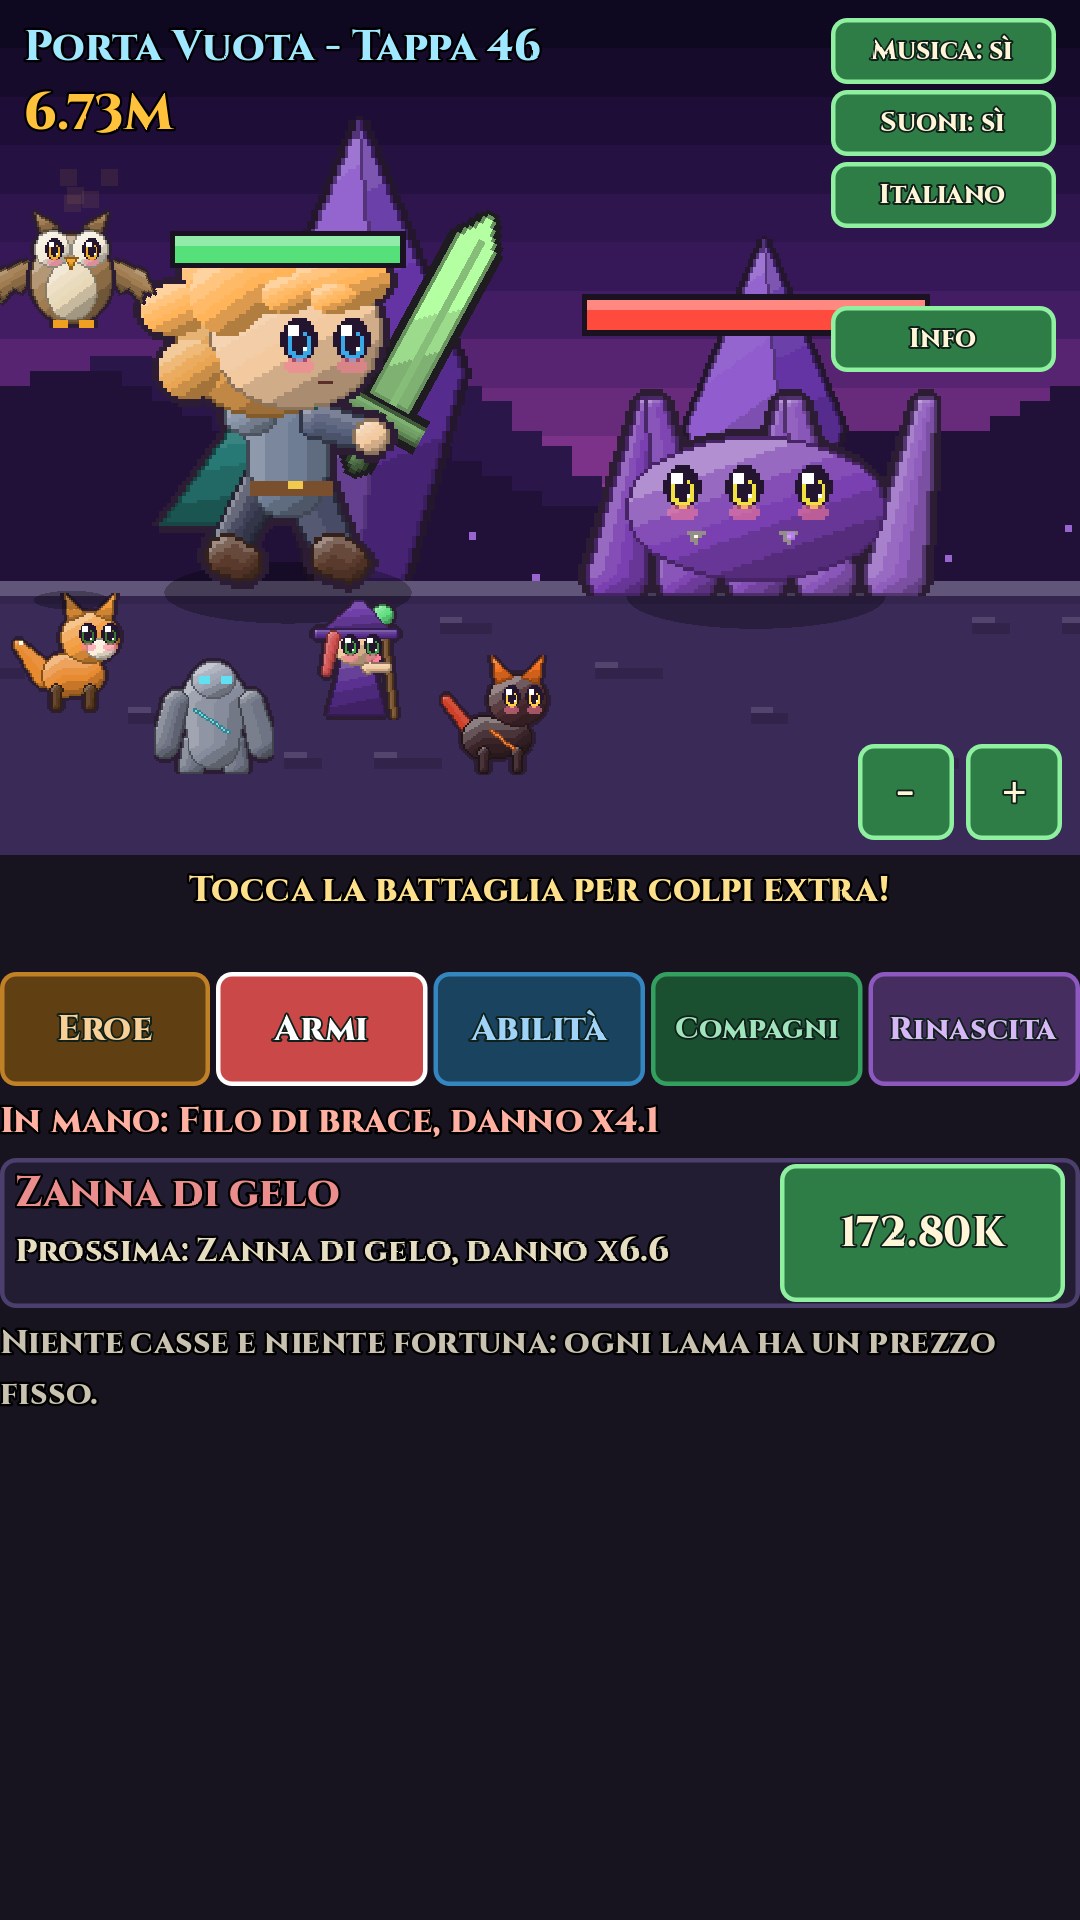 Porta Vuota - Tappa 46
6.73M
Musica: sì
Suoni: sì
Italiano
Info
-
+
Tocca la battaglia per colpi extra!
Eroe
Armi
Abilità
Compagni
Rinascita
In mano: Filo di brace, danno x4.1
Zanna di gelo
Prossima: Zanna di gelo, danno x6.6
172.80K
Niente casse e niente fortuna: ogni lama ha un prezzo
fisso.